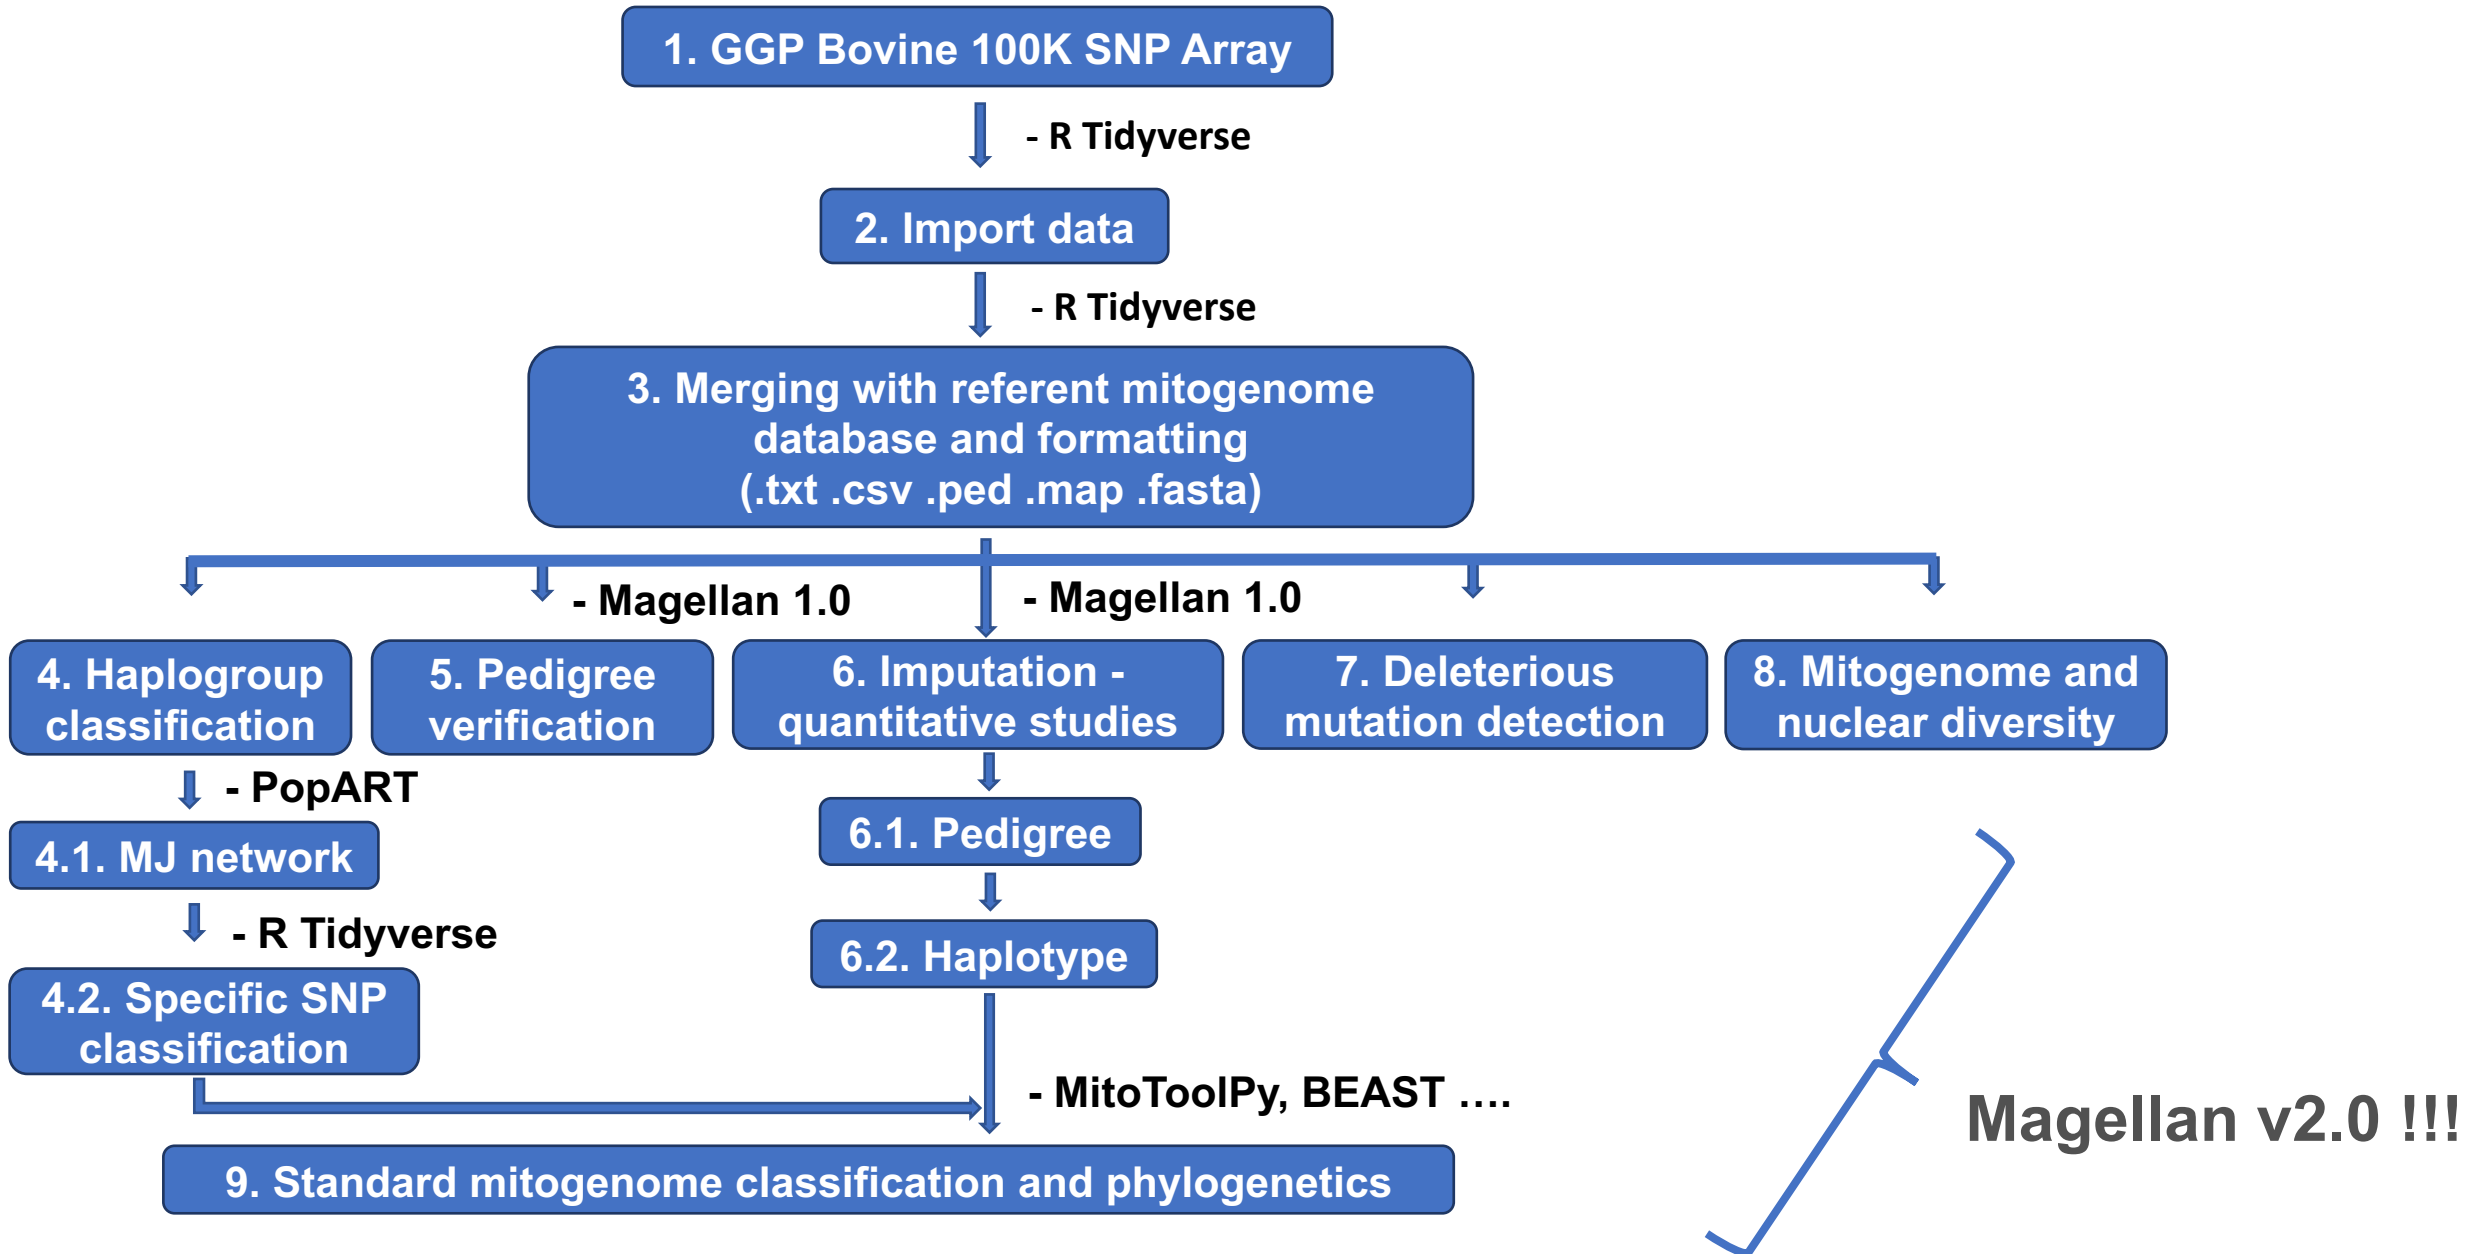 1. GGP Bovine 100K SNP Array
- R Tidyverse
2. Import data
- R Tidyverse
3. Merging with referent mitogenome
database and formatting
(.txt .csv .ped .map .fasta)
- Magellan 1.0
- Magellan 1.0
4. Haplogroup
classification
5. Pedigree
verification
6. Imputation -
quantitative studies
7. Deleterious
mutation detection
8. Mitogenome and
nuclear diversity
- PopART
4.1. MJ network
6.1. Pedigree
- R Tidyverse
6.2. Haplotype
4.2. Specific SNP
classification
- MitoToolPy, BEAST ....
Magellan v2.0 !!!
9. Standard mitogenome classification and phylogenetics